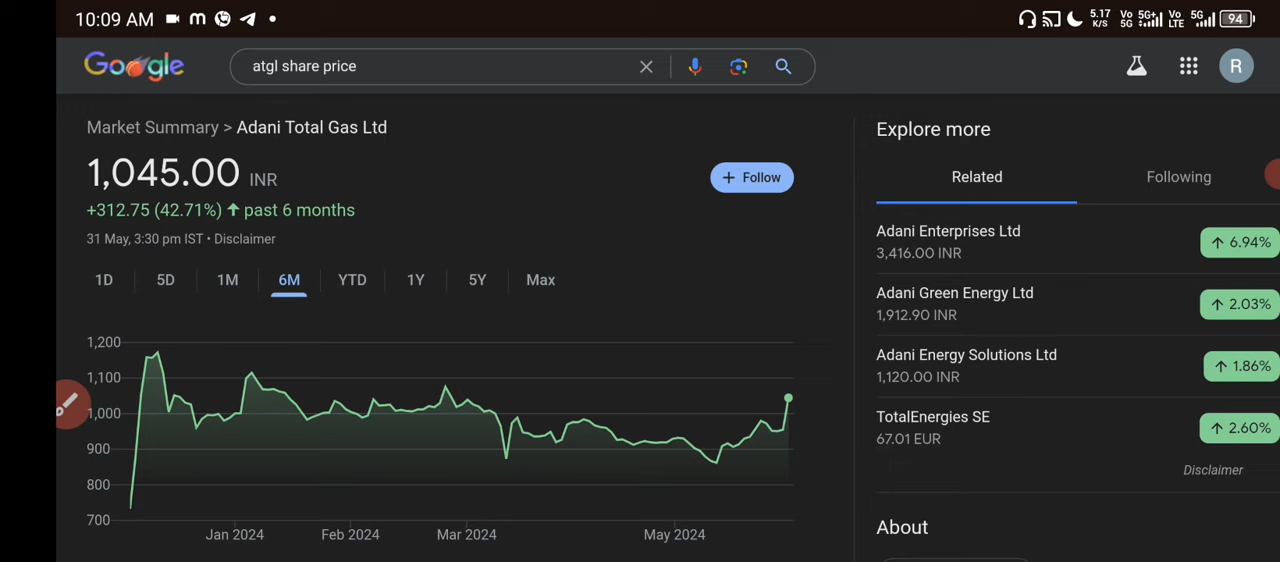 10:09 AM
5.17 K/S
Vo 5G
5G+
Vo LTE
5G
94
Google
atgl share price
R
Market Summary > Adani Total Gas Ltd
1,045.00 INR
+ Follow
+312.75 (42.71%) ↑ past 6 months
31 May, 3:30 pm IST • Disclaimer
1D 5D 1M 6M YTD 1Y 5Y Max
1,200
1,100
1,000
900
800
700
Jan 2024 Feb 2024 Mar 2024 May 2024
Explore more
Related Following
Adani Enterprises Ltd
3,416.00 INR
↑ 6.94%
Adani Green Energy Ltd
1,912.90 INR
↑ 2.03%
Adani Energy Solutions Ltd
1,120.00 INR
↑ 1.86%
TotalEnergies SE
67.01 EUR
↑ 2.60%
Disclaimer
About